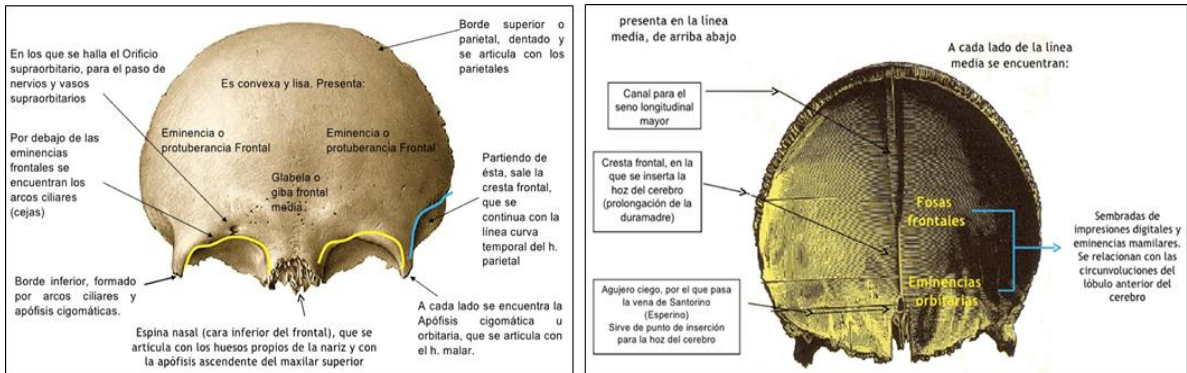 En los que se halla el Orificio
supraorbitario, para el paso de
nervios y vasos
supraorbitarios
Borde superior o
parietal, dentado y
se articula con los
parietales
Es convexa y lisa. Presenta:
Por debajo de las
eminencias
frontales se
encuentran los
arcos ciliares
(cejas)
Eminencia o
protuberancia Frontal
Eminencia o
protuberancia Frontal
Glabela o
giba frontal
media
Partiendo de
ésta, sale la
cresta frontal,
que se
continua con la
línea curva
temporal del h.
parietal
Borde inferior, formado
por arcos ciliares y
apófisis cigomáticas.
A cada lado se encuentra la
Apófisis cigomática u
orbitaria, que se articula con
el h. malar.
Espina nasal (cara inferior del frontal), que se
articula con los huesos propios de la nariz y con
la apófisis ascendente del maxilar superior
presenta en la línea
media, de arriba abajo
A cada lado de la línea
media se encuentran:
Canal para el
seno longitudinal
mayor
Cresta frontal, en la
que se inserta la
hoz del cerebro
(prolongación de la
duramadre)
Fosas
frontales
Eminencias
orbitarias
Sembradas de
impresiones digitales y
eminencias mamilares.
Se relacionan con las
circunvoluciones del
lóbulo anterior del
cerebro
Agujero ciego, por el que pasa
la vena de Santorino
(Esperino)
Sirve de punto de inserción
para la hoz del cerebro